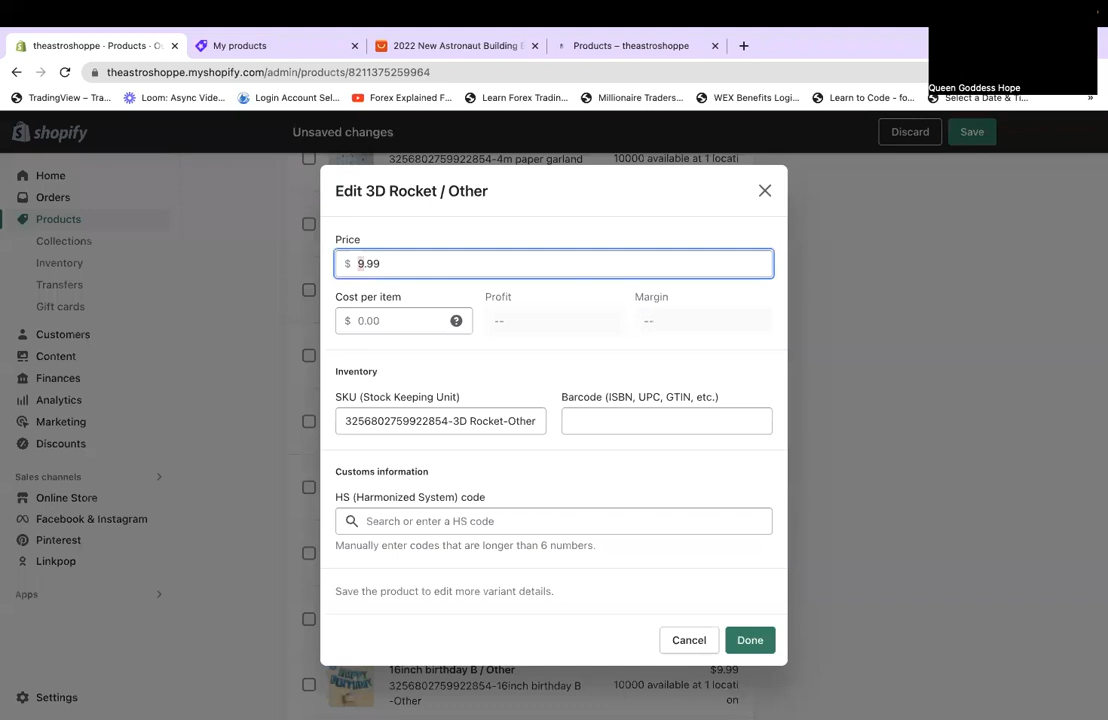 theastroshoppe · Products · Ou
My products
2022 New Astronaut Building B
Products – theastroshoppe
theastroshoppe.myshopify.com/admin/products/8211375259964
Queen Goddess Hope
TradingView – Tra...
Loom: Async Vide...
Login Account Sel...
Forex Explained F...
Learn Forex Tradin...
Millionaire Traders...
WEX Benefits Logi...
Learn to Code - fo...
Select a Date & Ti...
»
shopify
Unsaved changes
Discard
Save
Home
Orders
Products
Collections
Inventory
Transfers
Gift cards
Customers
Content
Finances
Analytics
Marketing
Discounts
Sales channels
Online Store
Facebook & Instagram
Pinterest
Linkpop
Apps
Settings
3256802759922854-4m paper garland
10000 available at 1 locati
Edit 3D Rocket / Other
Price
$ 9.99
Cost per item
Profit
Margin
$ 0.00
--
--
Inventory
SKU (Stock Keeping Unit)
Barcode (ISBN, UPC, GTIN, etc.)
3256802759922854-3D Rocket-Other
Customs information
HS (Harmonized System) code
Search or enter a HS code
Manually enter codes that are longer than 6 numbers.
Save the product to edit more variant details.
Cancel
Done
16inch birthday B / Other
$9.99
3256802759922854-16inch birthday B
-Other
10000 available at 1 locati
on